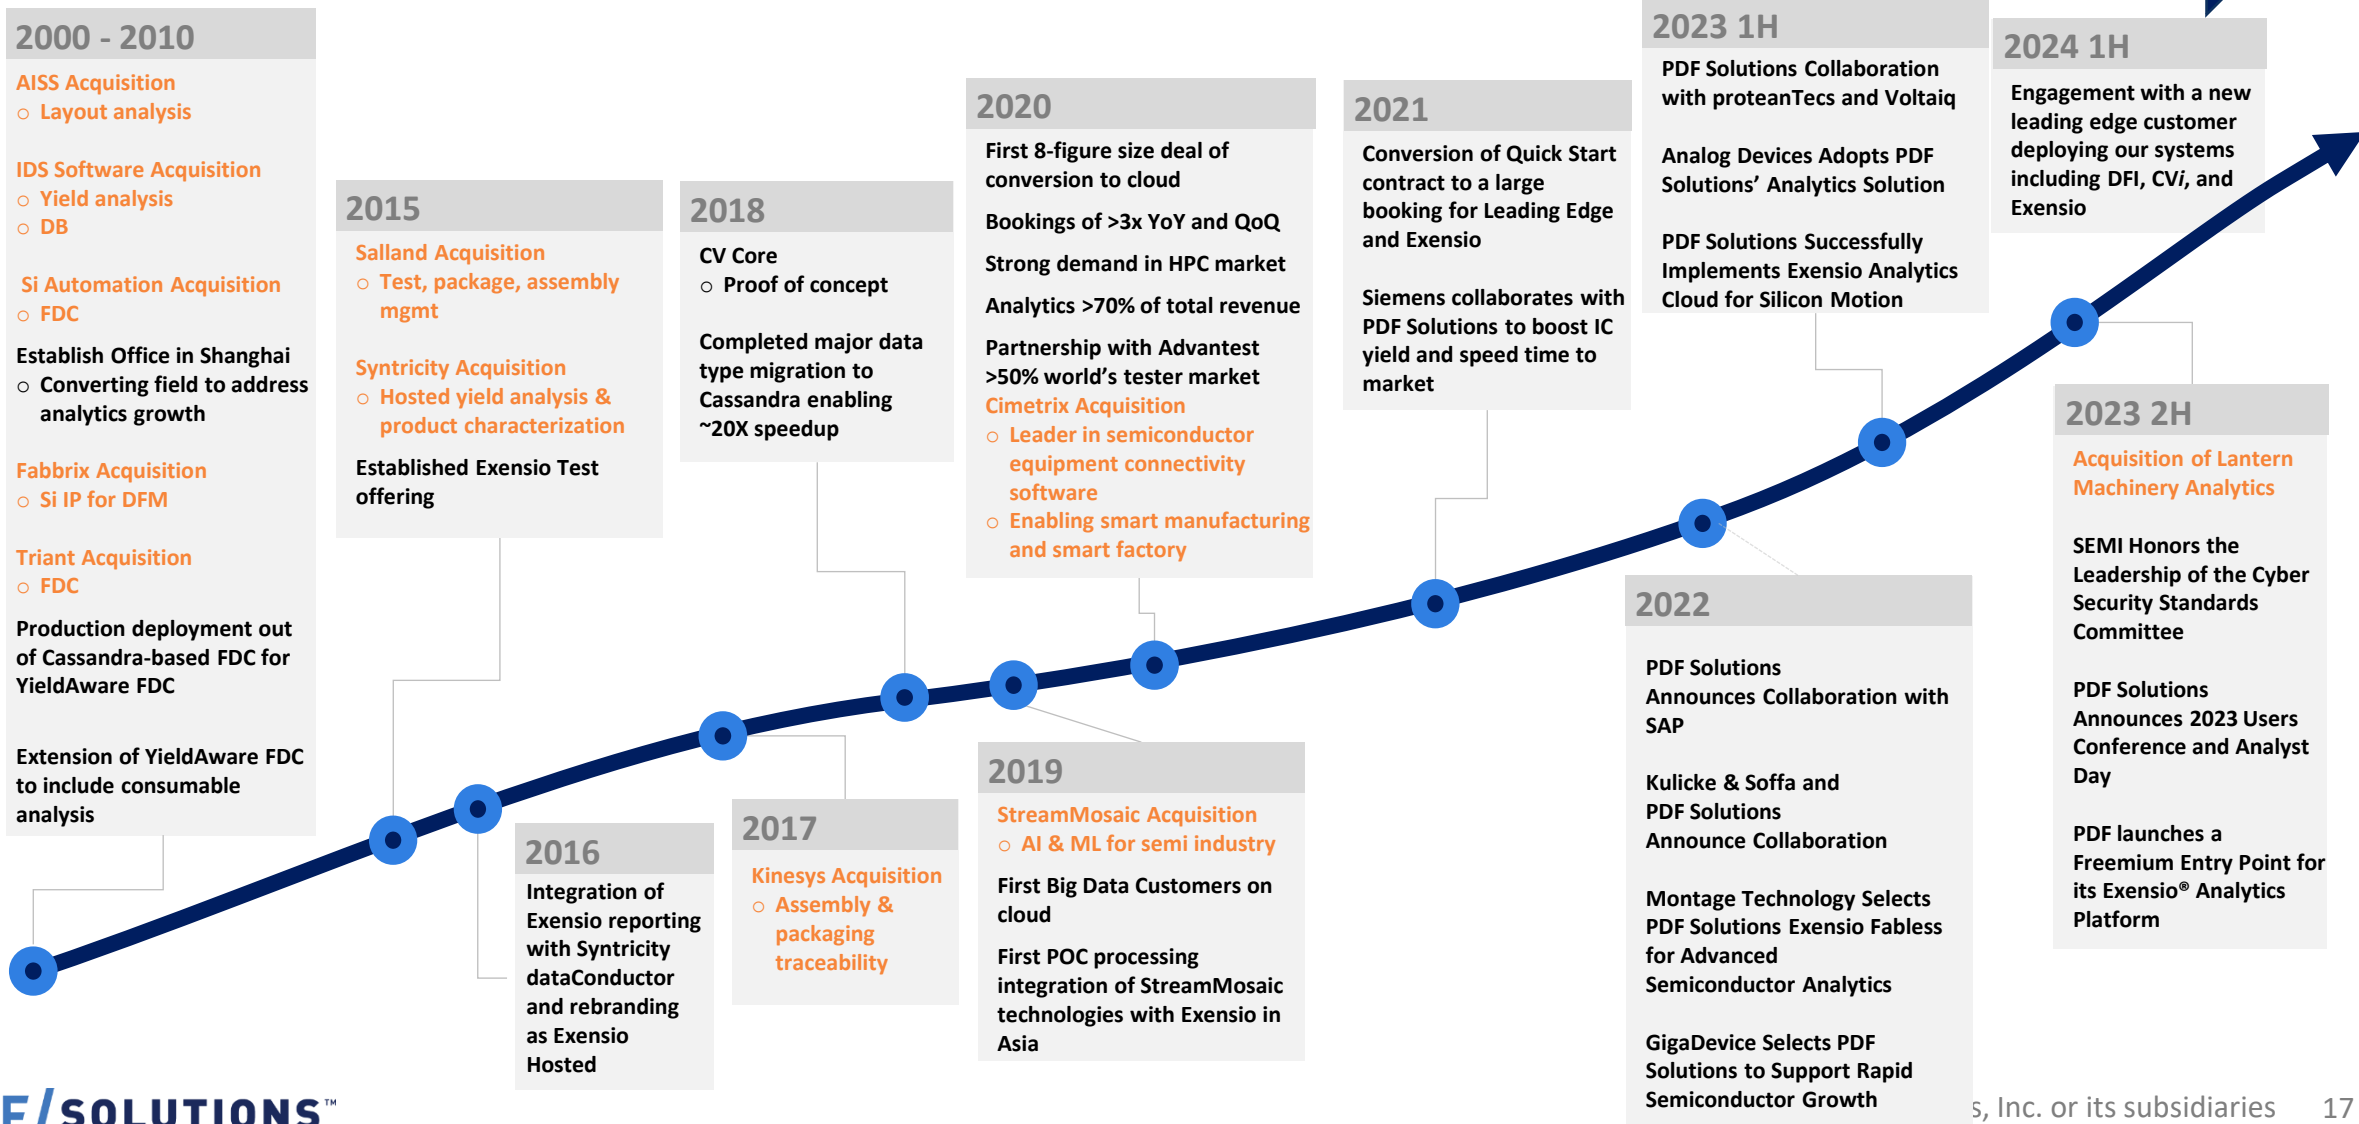 2000 - 2010
AISS Acquisition
o Layout analysis
IDS Software Acquisition
o Yield analysis
o DB
Si Automation Acquisition
o FDC
Establish Office in Shanghai
o Converting field to address
analytics growth
Fabbrix Acquisition
o Si IP for DFM
Triant Acquisition
o FDC
Production deployment out
of Cassandra-based FDC for
YieldAware FDC
Extension of YieldAware FDC
to include consumable
analysis
2015
Salland Acquisition
o Test, package, assembly
mgmt
Syntricity Acquisition
o Hosted yield analysis &
product characterization
Established Exensio Test
offering
2016
Integration of
Exensio reporting
with Syntricity
dataConductor
and rebranding
as Exensio
Hosted
2018
CV Core
o Proof of concept
Completed major data
type migration to
Cassandra enabling
~20X speedup
2017
Kinesys Acquisition
o Assembly &
packaging
traceability
2020
First 8-figure size deal of
conversion to cloud
Bookings of >3x YoY and QoQ
Strong demand in HPC market
Analytics >70% of total revenue
Partnership with Advantest
>50% world's tester market
Cimetrix Acquisition
o Leader in semiconductor
equipment connectivity
software
o Enabling smart manufacturing
and smart factory
2019
StreamMosaic Acquisition
o AI & ML for semi industry
First Big Data Customers on
cloud
First POC processing
integration of StreamMosaic
technologies with Exensio in
Asia
2021
Conversion of Quick Start
contract to a large
booking for Leading Edge
and Exensio
Siemens collaborates with
PDF Solutions to boost IC
yield and speed time to
market
2023 1H
PDF Solutions Collaboration
with proteanTecs and Voltaiq
Analog Devices Adopts PDF
Solutions' Analytics Solution
PDF Solutions Successfully
Implements Exensio Analytics
Cloud for Silicon Motion
2022
PDF Solutions
Announces Collaboration with
SAP
Kulicke & Soffa and
PDF Solutions
Announce Collaboration
Montage Technology Selects
PDF Solutions Exensio Fabless
for Advanced
Semiconductor Analytics
GigaDevice Selects PDF
Solutions to Support Rapid
Semiconductor Growth
2024 1H
Engagement with a new
leading edge customer
deploying our systems
including DFI, CVi, and
Exensio
2023 2H
Acquisition of Lantern
Machinery Analytics
SEMI Honors the
Leadership of the Cyber
Security Standards
Committee
PDF Solutions
Announces 2023 Users
Conference and Analyst
Day
PDF launches a
Freemium Entry Point for
its Exensio® Analytics
Platform
F/SOLUTIONS™
s, Inc. or its subsidiaries 17